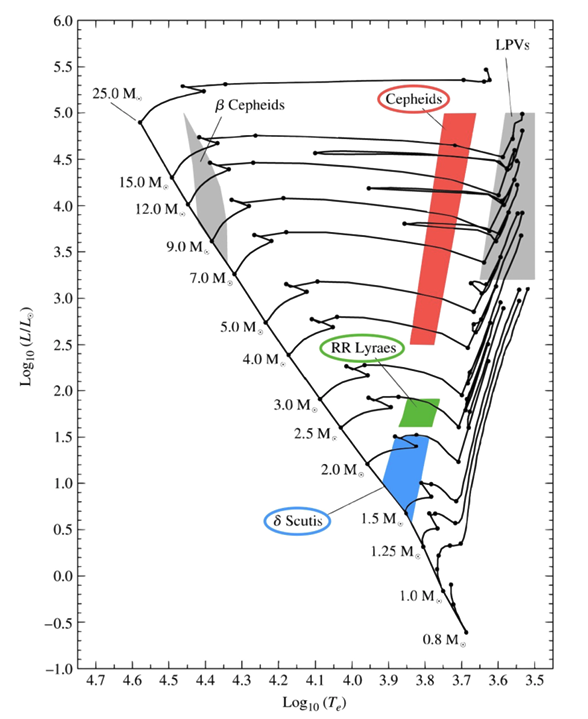 6.0
5.5
5.0
4.5
4.0
3.5
3.0
2.5
2.0
1.5
1.0
0.5
0.0
−0.5
−1.0
Log₁₀ (L/L☉)
LPVs
25.0 M☉
β Cepheids
Cepheids
15.0 M☉
12.0 M☉
9.0 M☉
7.0 M☉
5.0 M☉
4.0 M☉
RR Lyraes
3.0 M☉
2.5 M☉
2.0 M☉
δ Scutis
1.5 M☉
1.25 M☉
1.0 M☉
0.8 M☉
4.7 4.6 4.5 4.4 4.3 4.2 4.1 4.0 3.9 3.8 3.7 3.6 3.5
Log₁₀ (Tₑ)